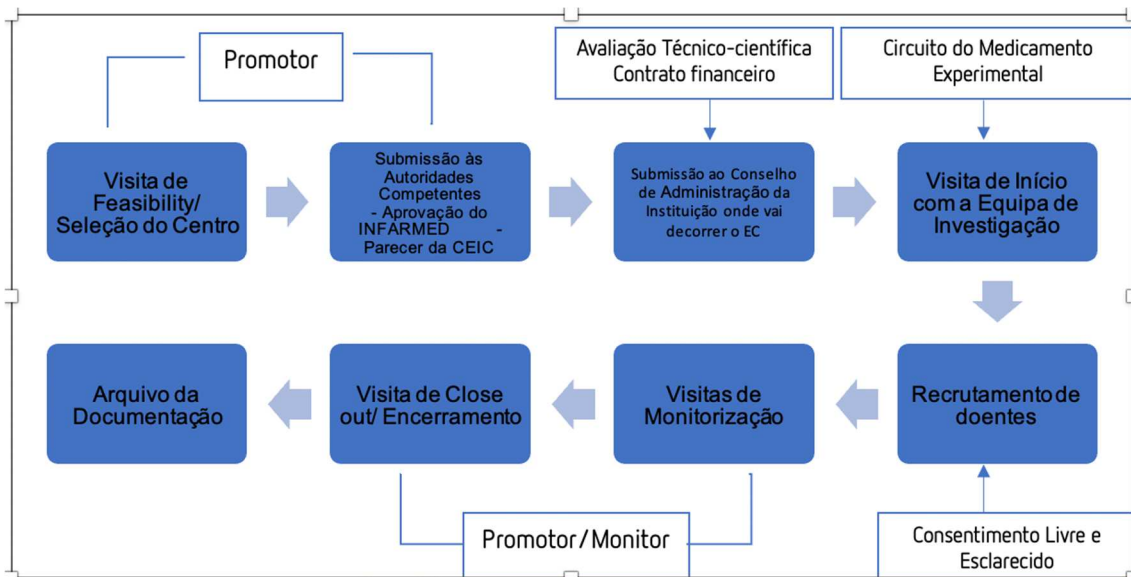 Promotor
Avaliação Técnico-científica
Contrato financeiro
Circuito do Medicamento
Experimental
Visita de
Feasibility/
Seleção do Centro
Submissão às
Autoridades
Competentes
- Aprovação do
INFARMED -
Parecer da CEIC
Submissão ao Conselho
de Administração da
Instituição onde vai
decorrer o EC
Visita de Início
com a Equipa de
Investigação
Arquivo da
Documentação
Visita de Close
out/ Encerramento
Visitas de
Monitorização
Recrutamento de
doentes
Promotor / Monitor
Consentimento Livre e
Esclarecido